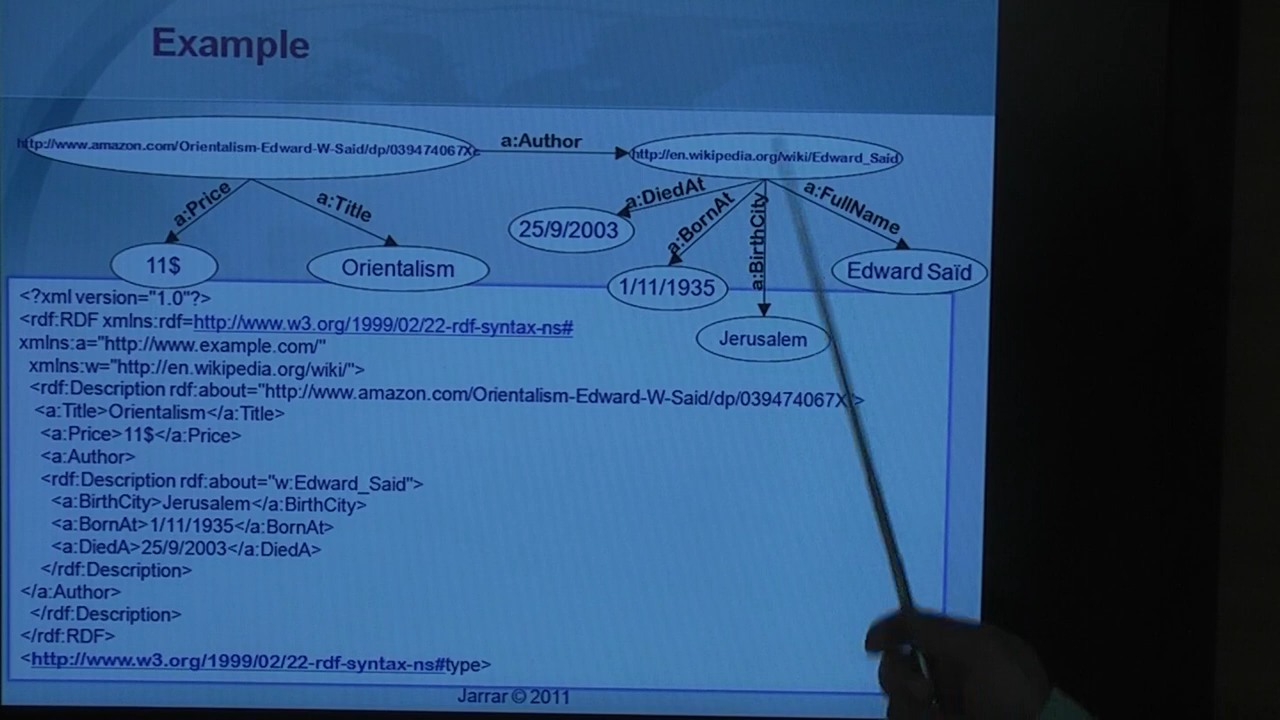 Example
http://www.amazon.com/Orientalism-Edward-W-Said/dp/039474067X
a:Author
http://en.wikipedia.org/wiki/Edward_Said
a:Price
a:Title
a:DiedAt
a:BornAt
a:BirthCity
a:FullName
11$
Orientalism
25/9/2003
1/11/1935
Jerusalem
Edward Saïd
<?xml version="1.0"?>
<rdf:RDF xmlns:rdf=http://www.w3.org/1999/02/22-rdf-syntax-ns#
xmlns:a="http://www.example.com/"
xmlns:w="http://en.wikipedia.org/wiki/">
<rdf:Description rdf:about="http://www.amazon.com/Orientalism-Edward-W-Said/dp/039474067X">
<a:Title>Orientalism</a:Title>
<a:Price>11$</a:Price>
<a:Author>
<rdf:Description rdf:about="w:Edward_Said">
<a:BirthCity>Jerusalem</a:BirthCity>
<a:BornAt>1/11/1935</a:BornAt>
<a:DiedA>25/9/2003</a:DiedA>
</rdf:Description>
</a:Author>
</rdf:Description>
</rdf:RDF>
<http://www.w3.org/1999/02/22-rdf-syntax-ns#type>
Jarrar © 2011